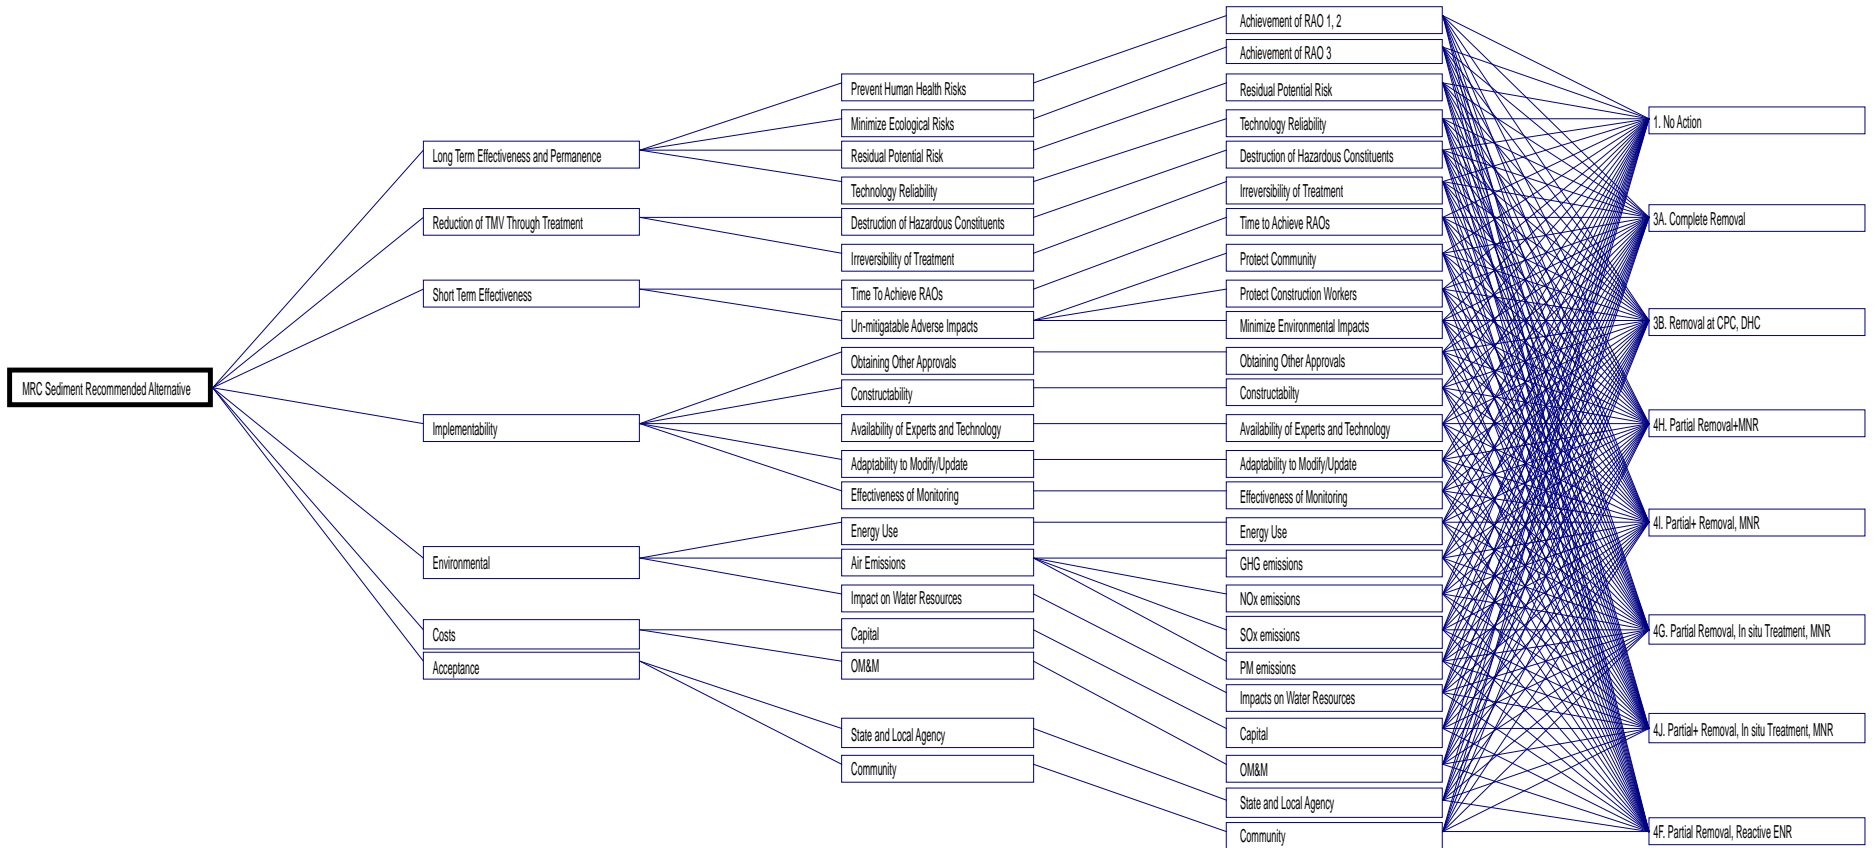 MRC Sediment Recommended Alternative
Long Term Effectiveness and Permanence
Reduction of TMV Through Treatment
Short Term Effectiveness
Implementability
Environmental
Costs
Acceptance
Prevent Human Health Risks
Minimize Ecological Risks
Residual Potential Risk
Technology Reliability
Destruction of Hazardous Constituents
Irreversibility of Treatment
Time To Achieve RAOs
Un-mitigatable Adverse Impacts
Obtaining Other Approvals
Constructability
Availability of Experts and Technology
Adaptability to Modify/Update
Effectiveness of Monitoring
Energy Use
Air Emissions
Impact on Water Resources
Capital
OM&M
State and Local Agency
Community
Achievement of RAO 1, 2
Achievement of RAO 3
Residual Potential Risk
Technology Reliability
Destruction of Hazardous Constituents
Irreversibility of Treatment
Time to Achieve RAOs
Protect Community
Protect Construction Workers
Minimize Environmental Impacts
Obtaining Other Approvals
Constructabilty
Availability of Experts and Technology
Adaptability to Modify/Update
Effectiveness of Monitoring
Energy Use
GHG emissions
NOx emissions
SOx emissions
PM emissions
Impacts on Water Resources
Capital
OM&M
State and Local Agency
Community
1. No Action
3A. Complete Removal
3B. Removal at CPC, DHC
4H. Partial Removal+MNR
4I. Partial+ Removal, MNR
4G. Partial Removal, In situ Treatment, MNR
4J. Partial+ Removal, In situ Treatment, MNR
4F. Partial Removal, Reactive ENR